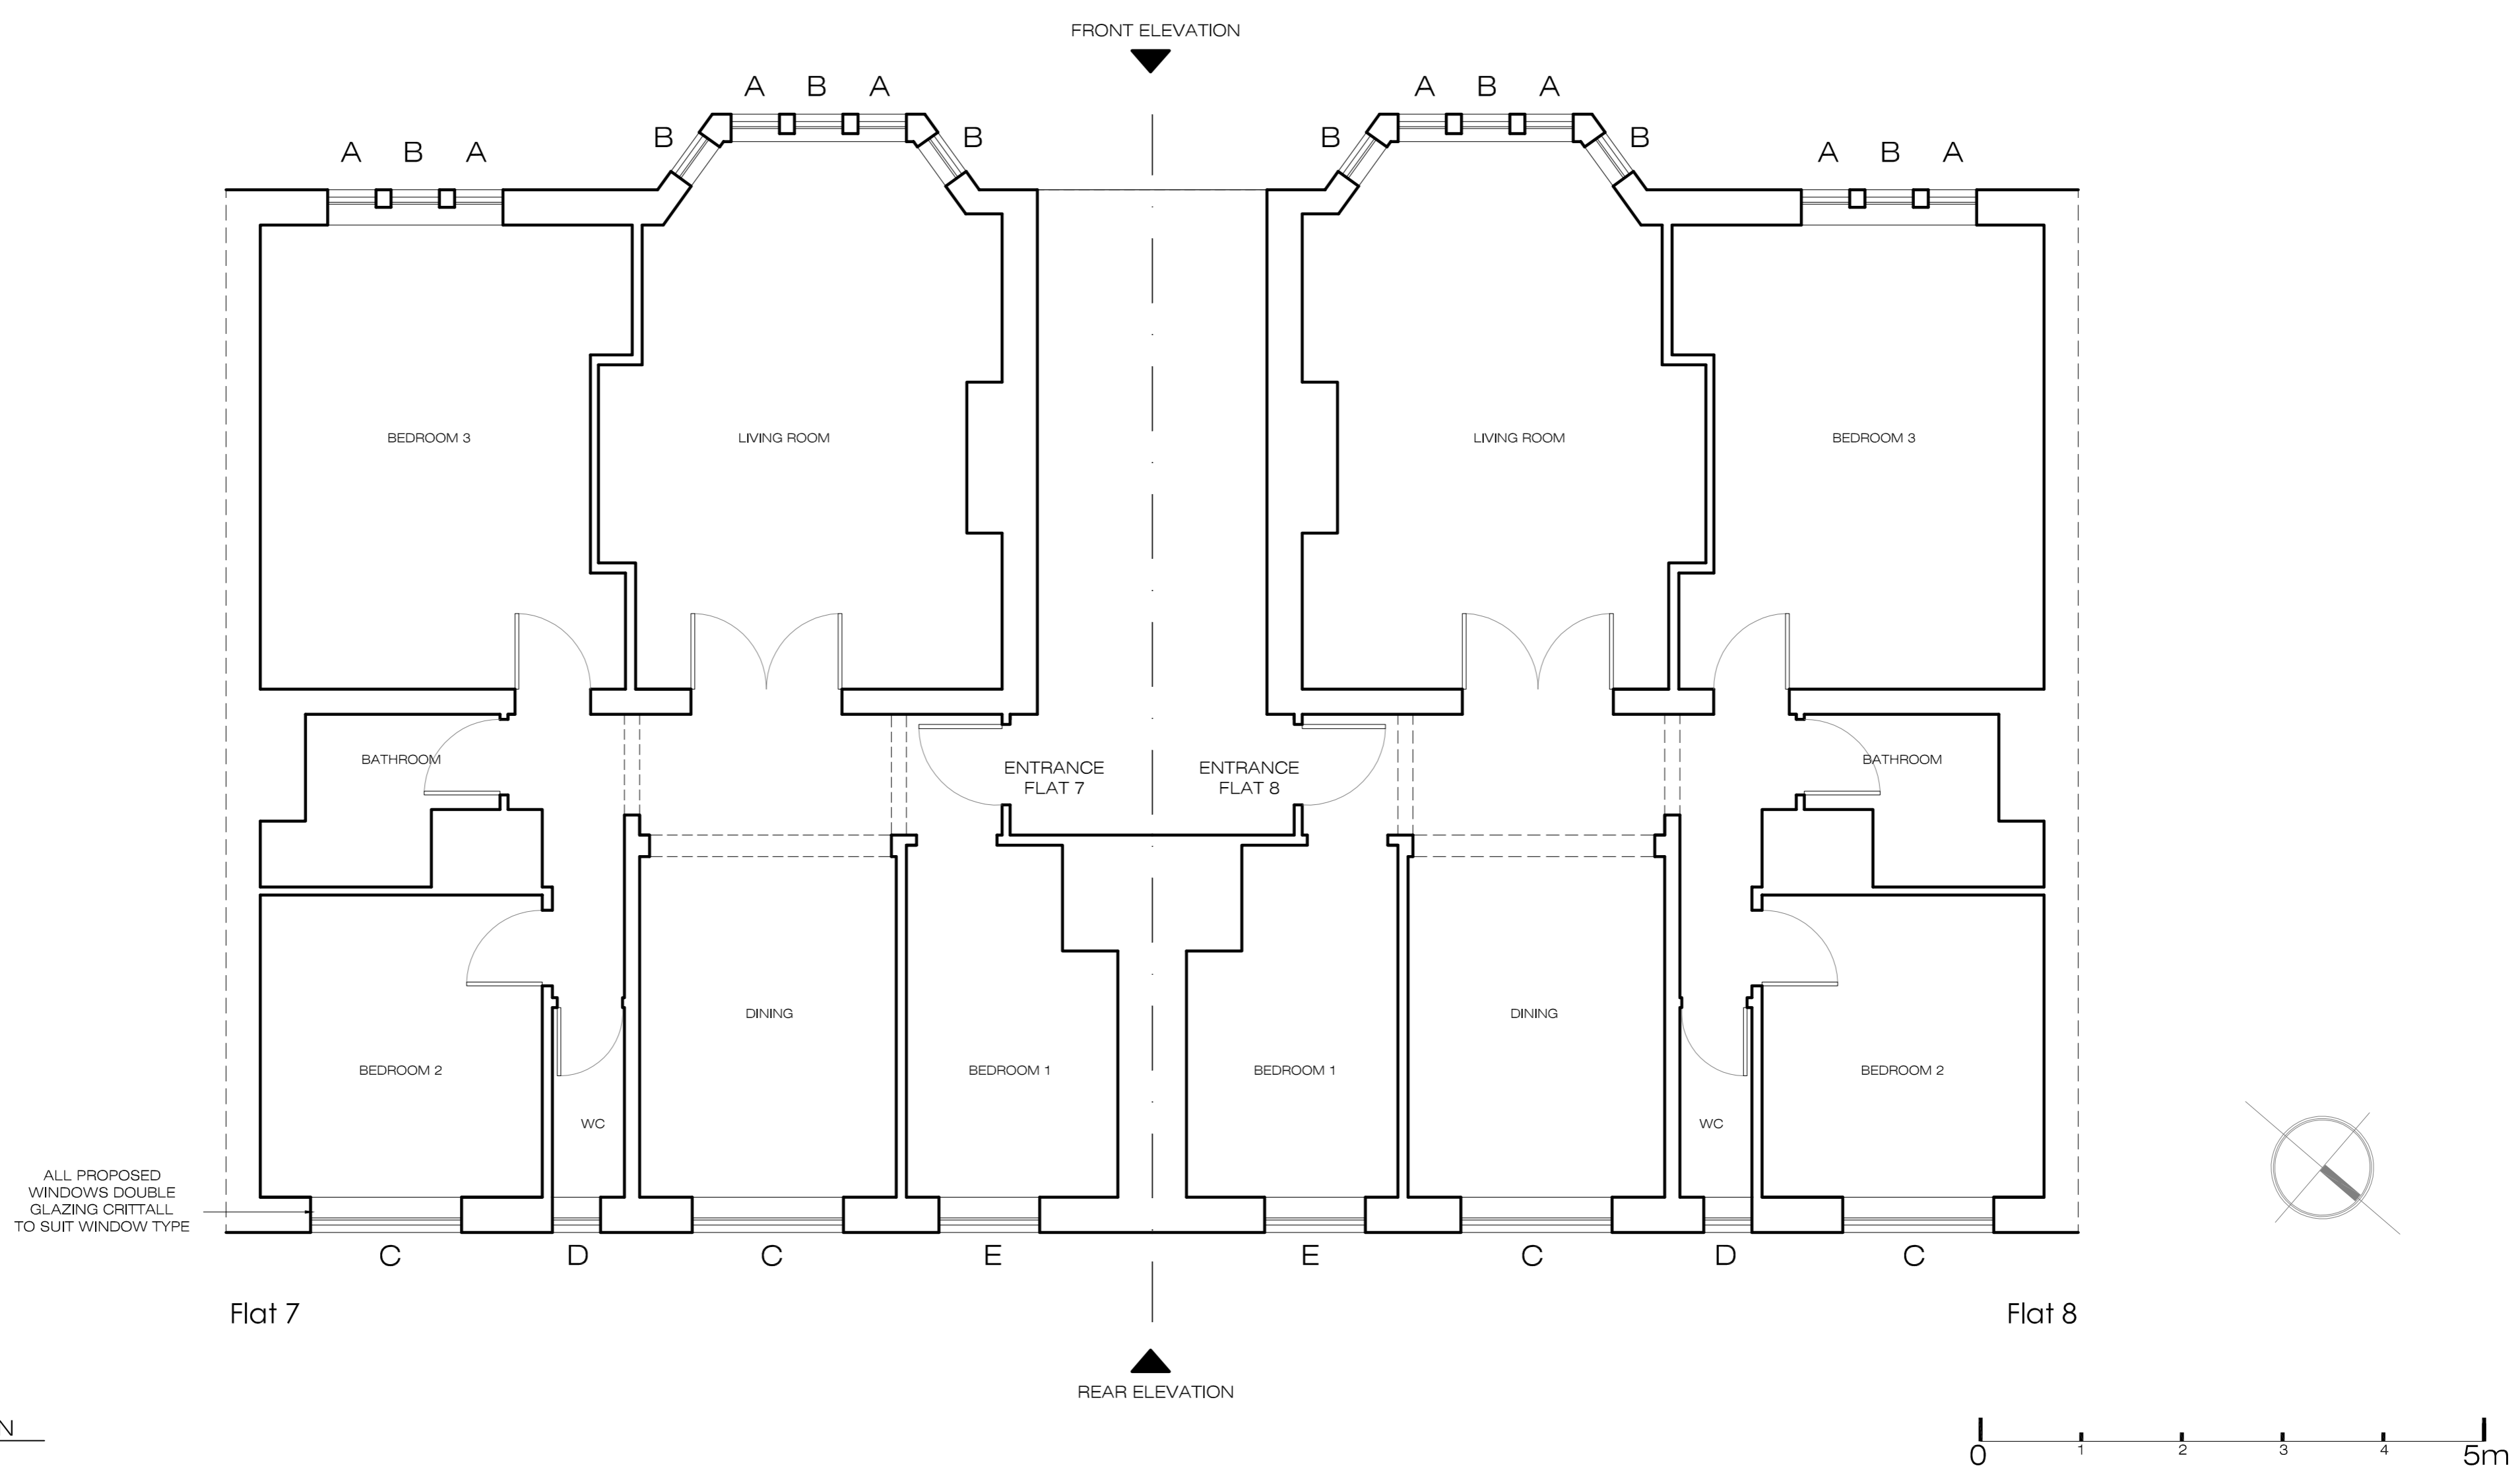 FRONT ELEVATION
A B A
A B A
B
B
B
B
A B A
A B A
BEDROOM 3
LIVING ROOM
LIVING ROOM
BEDROOM 3
BATHROOM
ENTRANCE
FLAT 7
ENTRANCE
FLAT 8
BATHROOM
DINING
DINING
BEDROOM 2
BEDROOM 1
BEDROOM 1
BEDROOM 2
WC
WC
ALL PROPOSED
WINDOWS DOUBLE
GLAZING CRITTALL
TO SUIT WINDOW TYPE
C D C E E C D C
Flat 7
Flat 8
REAR ELEVATION
N
0 1 2 3 4 5m